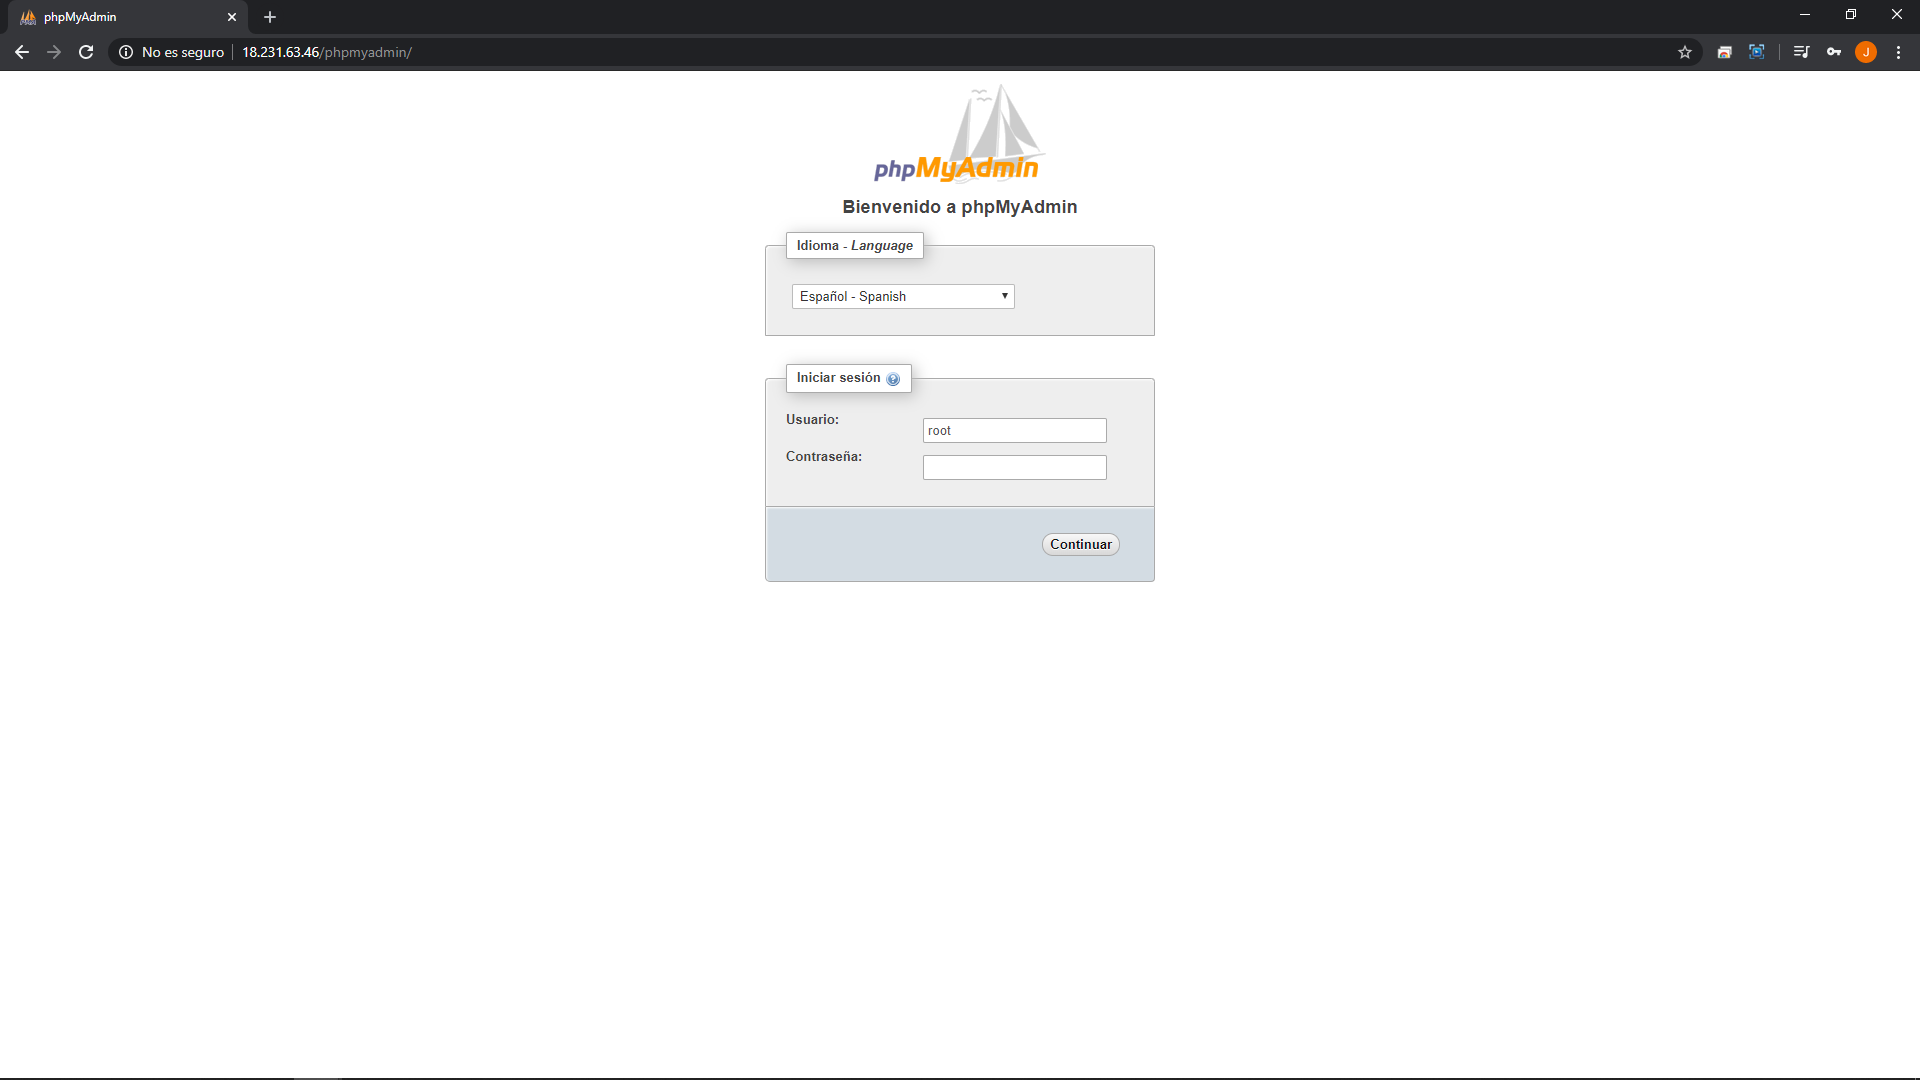 phpMyAdmin
No es seguro 18.231.63.46/phpmyadmin/
J
phpMyAdmin
Bienvenido a phpMyAdmin
Idioma - Language
Español - Spanish
Iniciar sesión
Usuario: root
Contraseña:
Continuar